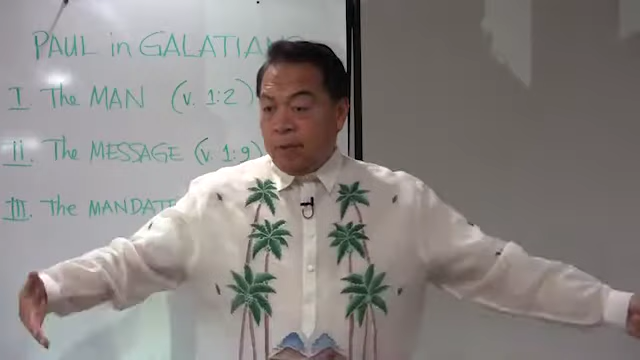 PAUL in GALATIANS
I. The MAN (v. 1:2)
II. The MESSAGE (v. 1:9)
III. The MANDATE